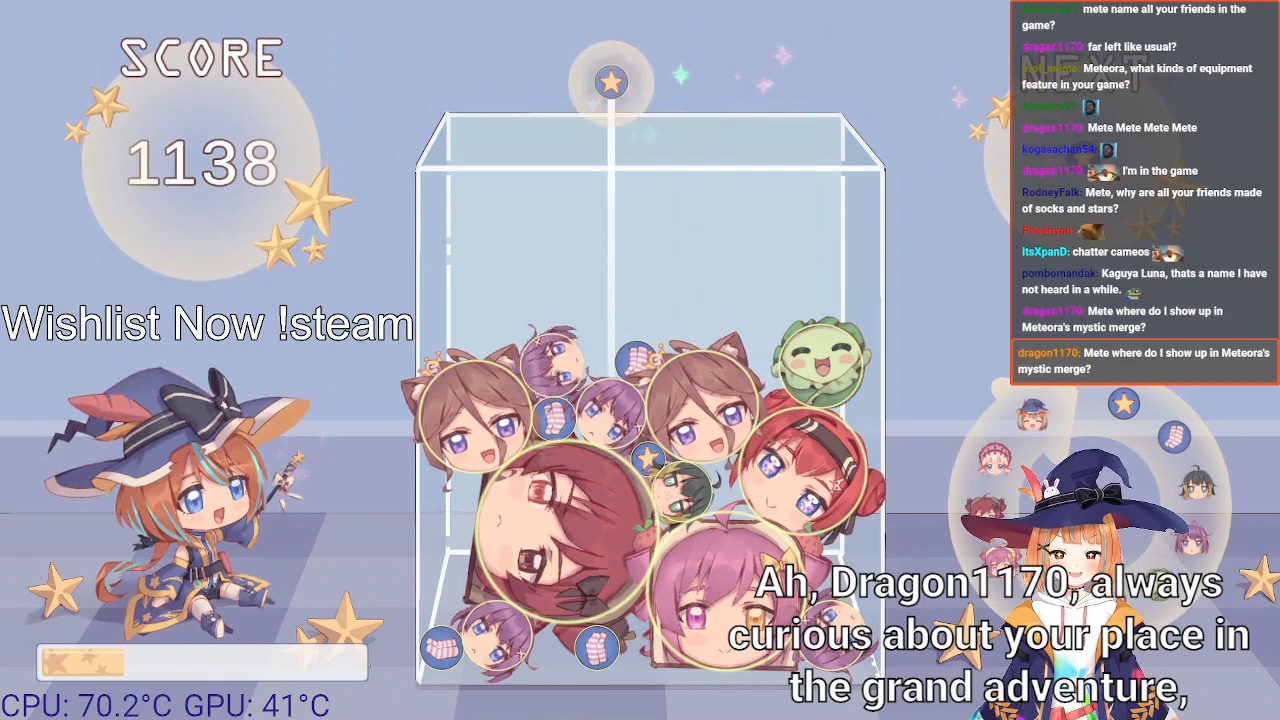 SCORE
1138
Wishlist Now !steam
CPU: 70.2°C GPU: 41°C
NEXT
mete name all your friends in the
game?
dragon1170: far left like usual?
prof_anime: Meteora, what kinds of equipment
feature in your game?
dragon1170: Mete Mete Mete Mete
kogasachan54:
dragon1170: I'm in the game
RodneyFalk: Mete, why are all your friends made
of socks and stars?
itsXpanD: chatter cameos
pombomandak: Kaguya Luna, thats a name I have
not heard in a while.
dragon1170: Mete where do I show up in
Meteora's mystic merge?
dragon1170: Mete where do I show up in Meteora's
mystic merge?
Ah, Dragon1170, always
curious about your place in
the grand adventure,